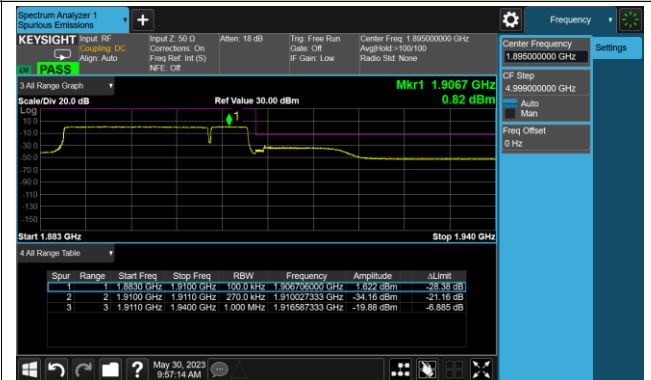 Spectrum Analyzer 1
Spurious Emissions
Frequency
KEYSIGHT
Input: RF
Coupling: DC
Align: Auto
Input Z: 50 Ω
Corrections: On
Freq Ref: Int (S)
NFE: Off
Atten: 18 dB
Trig: Free Run
Gate: Off
IF Gain: Low
Center Freq: 1.895000000 GHz
Avg|Hold:>100/100
Radio Std: None
PASS
Center Frequency
1.895000000 GHz
Settings
CF Step
4.999000000 GHz
Auto
Man
Freq Offset
0 Hz
3 All Range Graph
Mkr1 1.9067 GHz
Scale/Div 20.0 dB
Ref Value 30.00 dBm
0.82 dBm
Log
10.0
-10.0
-30.0
-50.0
-70.0
-90.0
-110
-130
-150
1
Start 1.883 GHz
Stop 1.940 GHz
4 All Range Table
Spur Range Start Freq Stop Freq RBW Frequency Amplitude ΔLimit
1 1 1.8830 GHz 1.9100 GHz 100.0 kHz 1.906706000 GHz 1.622 dBm -28.38 dB
2 2 1.9100 GHz 1.9110 GHz 270.0 kHz 1.910027333 GHz -34.16 dBm -21.16 dB
3 3 1.9110 GHz 1.9400 GHz 1.000 MHz 1.916587333 GHz -19.88 dBm -6.885 dB
May 30, 2023
9:57:14 AM